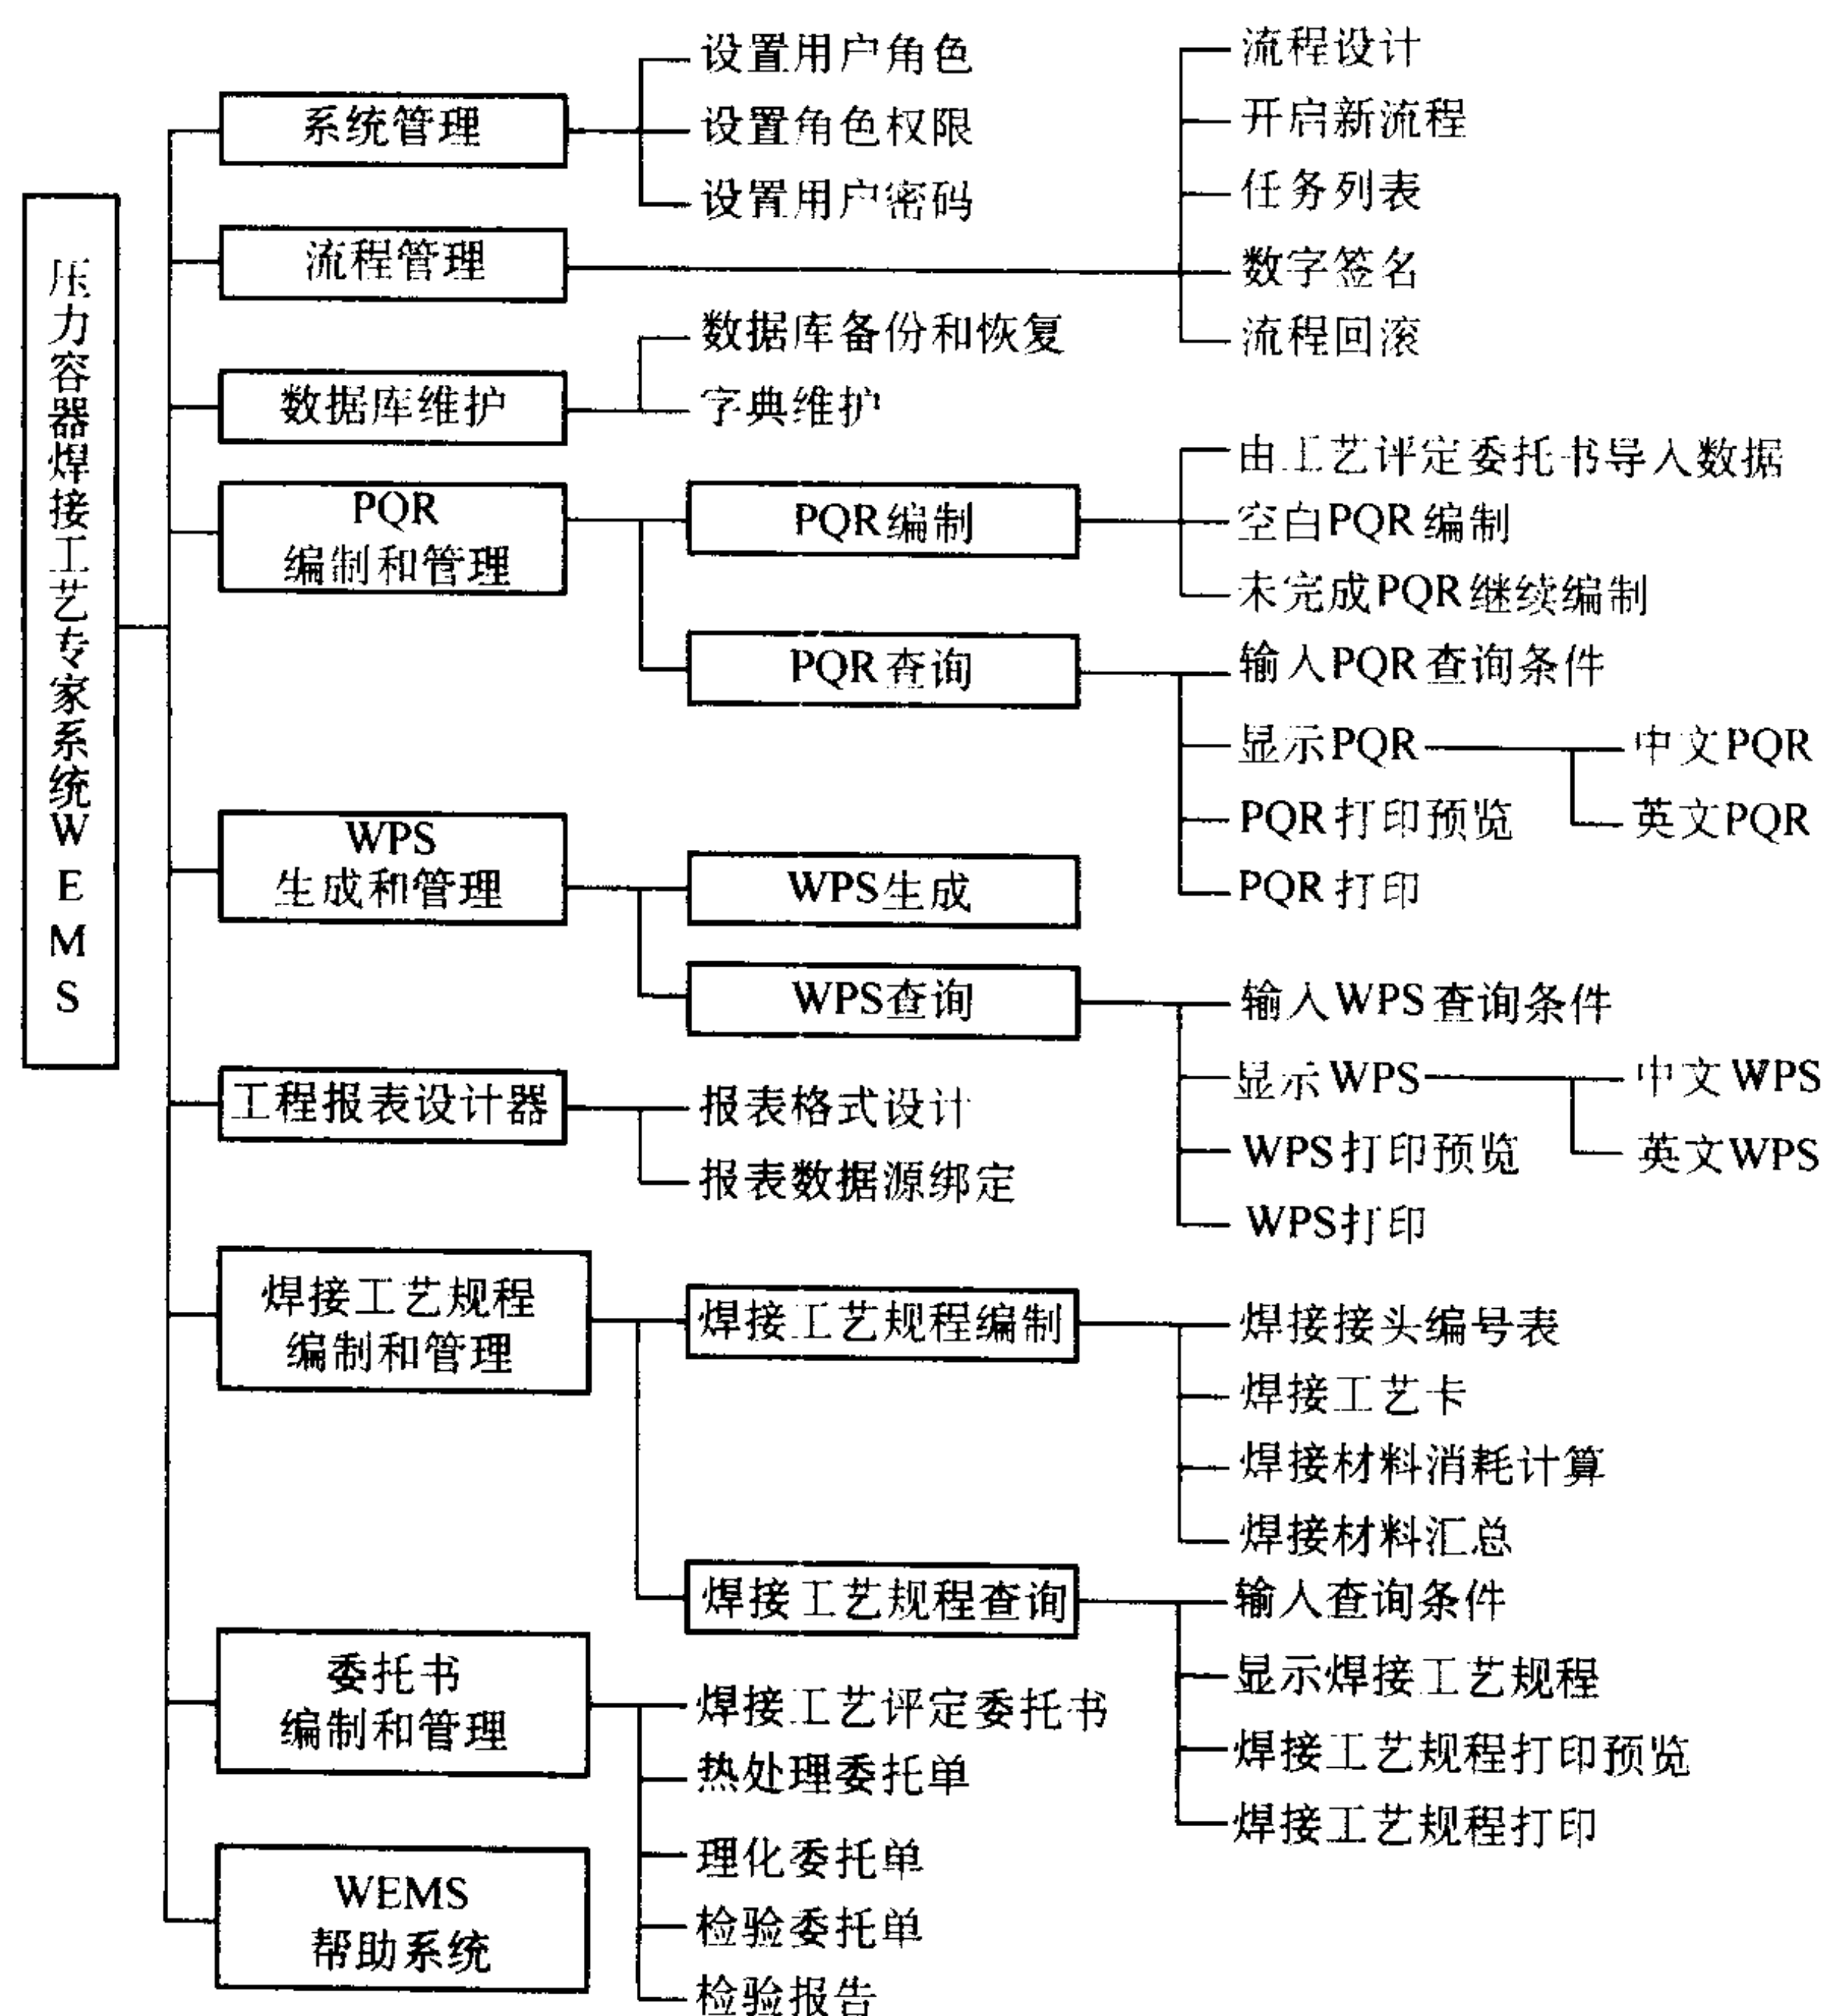 压力容器焊接工艺专家系统WEMS
系统管理
设置用户角色
设置角色权限
设置用户密码
流程管理
流程设计
开启新流程
任务列表
数字签名
流程回滚
数据库维护
数据库备份和恢复
字典维护
PQR
编制和管理
PQR编制
由工艺评定委托书导入数据
空白PQR编制
未完成PQR继续编制
PQR查询
输入PQR查询条件
显示PQR
中文PQR
英文PQR
PQR打印预览
PQR打印
WPS
生成和管理
WPS生成
WPS查询
输入WPS查询条件
显示WPS
中文WPS
英文WPS
WPS打印预览
WPS打印
工程报表设计器
报表格式设计
报表数据源绑定
焊接工艺规程
编制和管理
焊接工艺规程编制
焊接接头编号表
焊接工艺卡
焊接材料消耗计算
焊接材料汇总
焊接工艺规程查询
输入查询条件
显示焊接工艺规程
焊接工艺规程打印预览
焊接工艺规程打印
委托书
编制和管理
焊接工艺评定委托书
热处理委托单
理化委托单
检验委托单
检验报告
WEMS
帮助系统